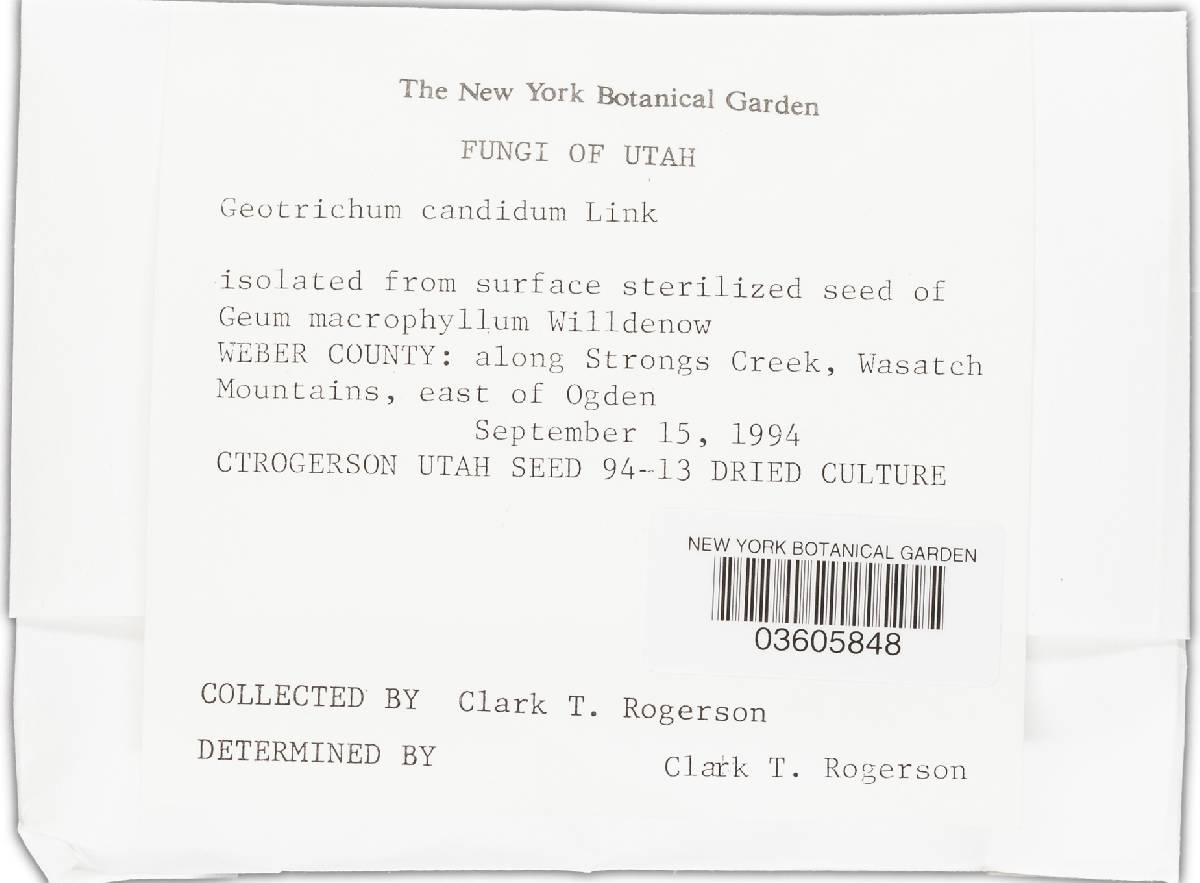 The New York Botanical Garden
FUNGI OF UTAH
Geotrichum candidum Link
isolated from surface sterilized seed of
Geum macrophyllum Willdenow
WEBER COUNTY: along Strongs Creek, Wasatch
Mountains, east of Ogden
September 15, 1994
CTROGERSON UTAH SEED 94-13 DRIED CULTURE
NEW YORK BOTANICAL GARDEN
03605848
COLLECTED BY Clark T. Rogerson
DETERMINED BY Clark T. Rogerson